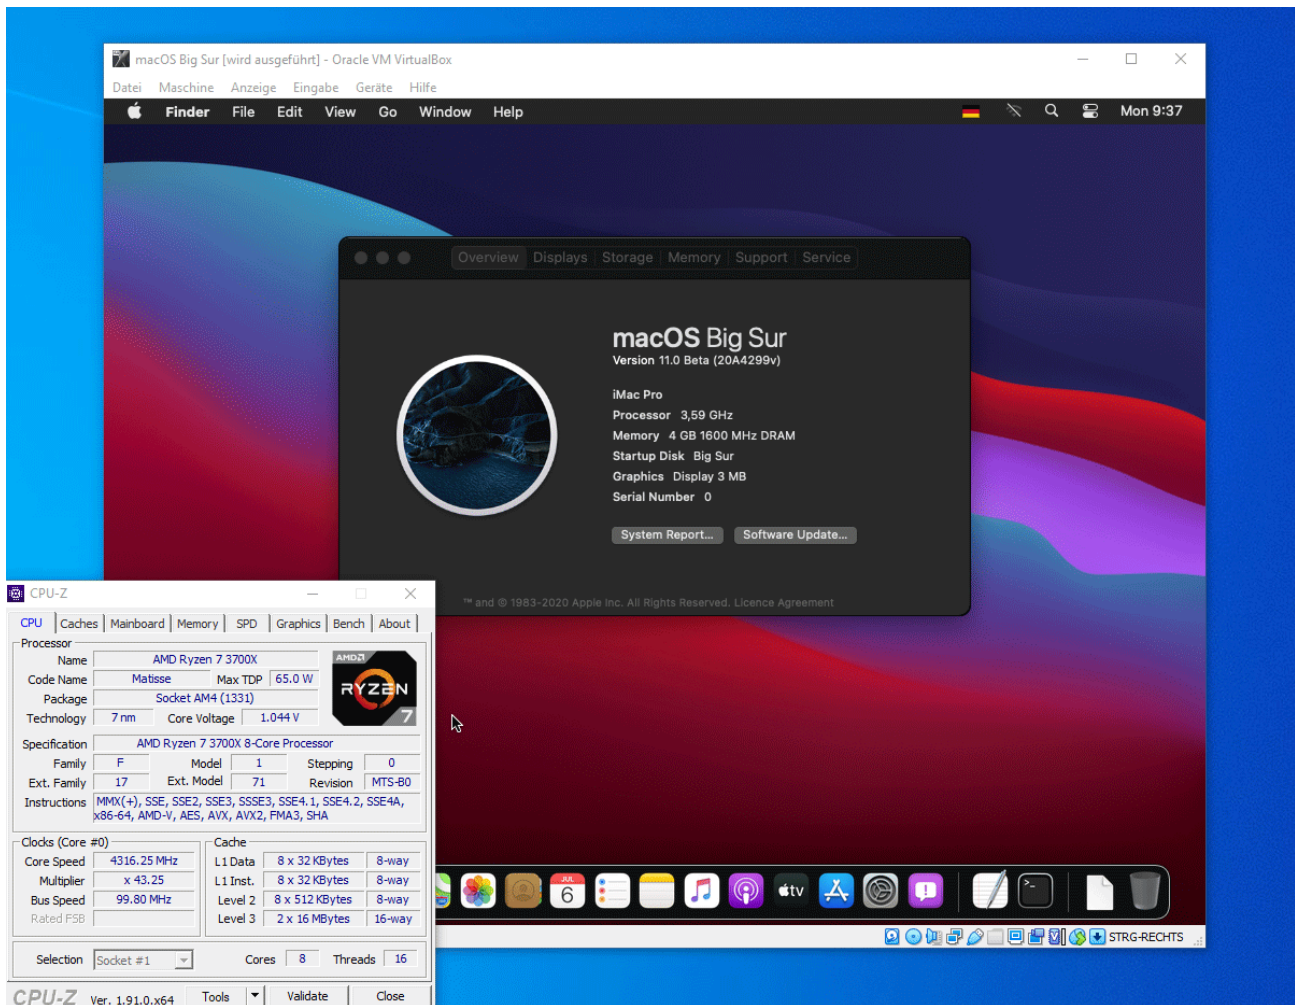 macOS Big Sur [wird ausgeführt] - Oracle VM VirtualBox
Datei Maschine Anzeige Eingabe Geräte Hilfe
Finder File Edit View Go Window Help Mon 9:37
Overview Displays Storage Memory Support Service
macOS Big Sur
Version 11.0 Beta (20A4299v)
iMac Pro
Processor 3,59 GHz
Memory 4 GB 1600 MHz DRAM
Startup Disk Big Sur
Graphics Display 3 MB
Serial Number 0
System Report... Software Update...
™ and © 1983-2020 Apple Inc. All Rights Reserved. Licence Agreement
CPU-Z
CPU Caches Mainboard Memory SPD Graphics Bench About
Processor
Name AMD Ryzen 7 3700X
Code Name Matisse Max TDP 65.0 W
Package Socket AM4 (1331)
Technology 7 nm Core Voltage 1.044 V
AMD
RYZEN
7
Specification AMD Ryzen 7 3700X 8-Core Processor
Family F Model 1 Stepping 0
Ext. Family 17 Ext. Model 71 Revision MTS-B0
Instructions MMX(+), SSE, SSE2, SSE3, SSSE3, SSE4.1, SSE4.2, SSE4A,
x86-64, AMD-V, AES, AVX, AVX2, FMA3, SHA
Clocks (Core #0)
Core Speed 4316.25 MHz
Multiplier x 43.25
Bus Speed 99.80 MHz
Rated FSB
Cache
L1 Data 8 x 32 KBytes 8-way
L1 Inst. 8 x 32 KBytes 8-way
Level 2 8 x 512 KBytes 8-way
Level 3 2 x 16 MBytes 16-way
Selection Socket #1 Cores 8 Threads 16
CPU-Z Ver. 1.91.0.x64 Tools Validate Close
JUL
6
tv
STRG-RECHTS